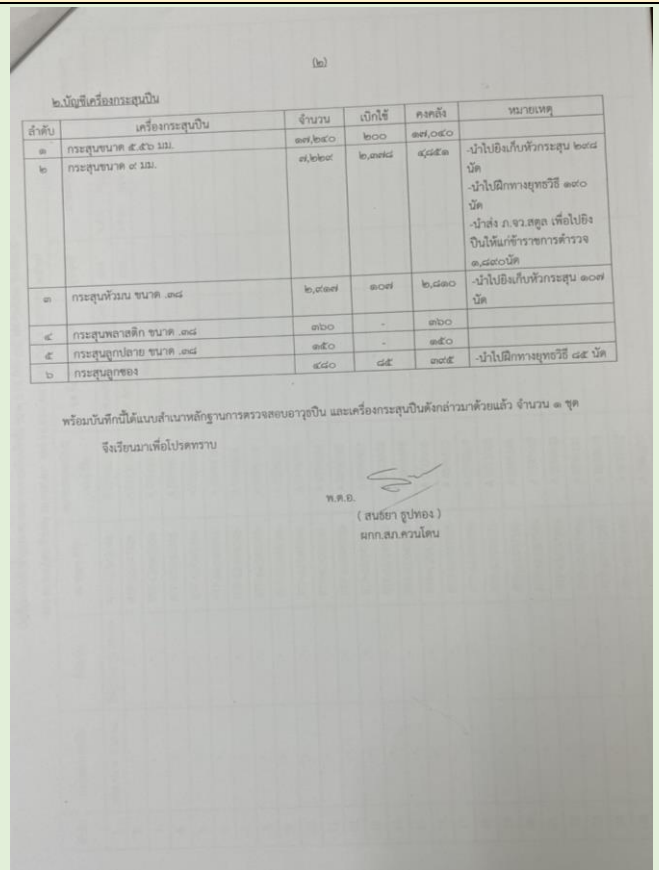 (๒)
๒.บัญชีเครื่องกระสุนปืน
ลำดับ เครื่องกระสุนปืน จำนวน เบิกใช้ คงคลัง หมายเหตุ
๑ กระสุนขนาด ๕.๕๖ มม. ๑๗,๒๔๐ ๒๐๐ ๑๗,๐๔๐
๒ กระสุนขนาด ๙ มม. ๗,๒๒๙ ๒,๓๗๘ ๔,๘๕๑ -นำไปยิงเก็บหัวกระสุน ๒๙๘
นัด
-นำไปฝึกทางยุทธวิธี ๑๙๐
นัด
-นำส่ง ภ.จว.สตูล เพื่อไปยิง
ปืนให้แก่ข้าราชการตำรวจ
๑,๘๙๐นัด
๓ กระสุนหัวมน ขนาด .๓๘ ๒,๙๑๗ ๑๐๗ ๒,๘๑๐ -นำไปยิงเก็บหัวกระสุน ๑๐๗
นัด
๔ กระสุนพลาสติก ขนาด .๓๘ ๓๖๐ - ๓๖๐
๕ กระสุนลูกปลาย ขนาด .๓๘ ๑๕๐ - ๑๕๐
๖ กระสุนลูกซอง ๔๘๐ ๘๕ ๓๙๕ -นำไปฝึกทางยุทธวิธี ๘๕ นัด
พร้อมบันทึกนี้ได้แนบสำเนาหลักฐานการตรวจสอบอาวุธปืน และเครื่องกระสุนปืนดังกล่าวมาด้วยแล้ว จำนวน ๑ ชุด
จึงเรียนมาเพื่อโปรดทราบ
พ.ต.อ.
( สนธยา ธูปทอง )
ผกก.สภ.ควนโดน